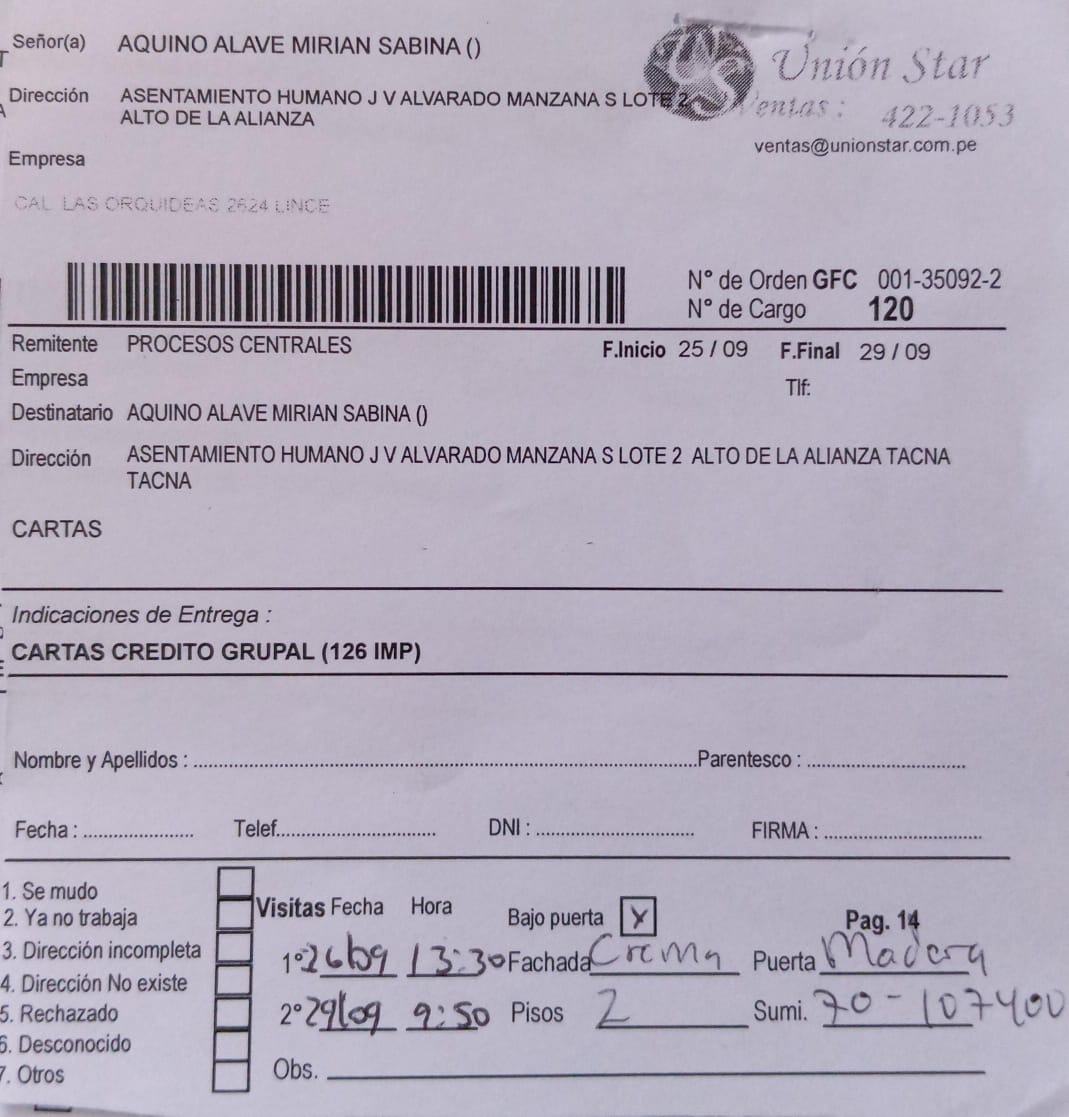 Señor(a) AQUINO ALAVE MIRIAN SABINA ()
Unión Star
Dirección ASENTAMIENTO HUMANO J V ALVARADO MANZANA S LOTE 2
ALTO DE LA ALIANZA
Ventas : 422-1053
ventas@unionstar.com.pe
Empresa
CAL LAS ORQUIDEAS 2624 LINCE
N° de Orden GFC 001-35092-2
N° de Cargo 120
Remitente PROCESOS CENTRALES F.Inicio 25 / 09 F.Final 29 / 09
Empresa Tlf:
Destinatario AQUINO ALAVE MIRIAN SABINA ()
Dirección ASENTAMIENTO HUMANO J V ALVARADO MANZANA S LOTE 2 ALTO DE LA ALIANZA TACNA
TACNA
CARTAS
Indicaciones de Entrega :
CARTAS CREDITO GRUPAL (126 IMP)
Nombre y Apellidos : Parentesco :
Fecha : Telef. DNI : FIRMA :
1. Se mudo
2. Ya no trabaja
3. Dirección incompleta
4. Dirección No existe
5. Rechazado
6. Desconocido
7. Otros
Visitas Fecha Hora Bajo puerta X Pag. 14
1° 26/09 13:30 Fachada Crema Puerta Madera
2° 29/09 9:50 Pisos 2 Sumi. 70-107400
Obs.